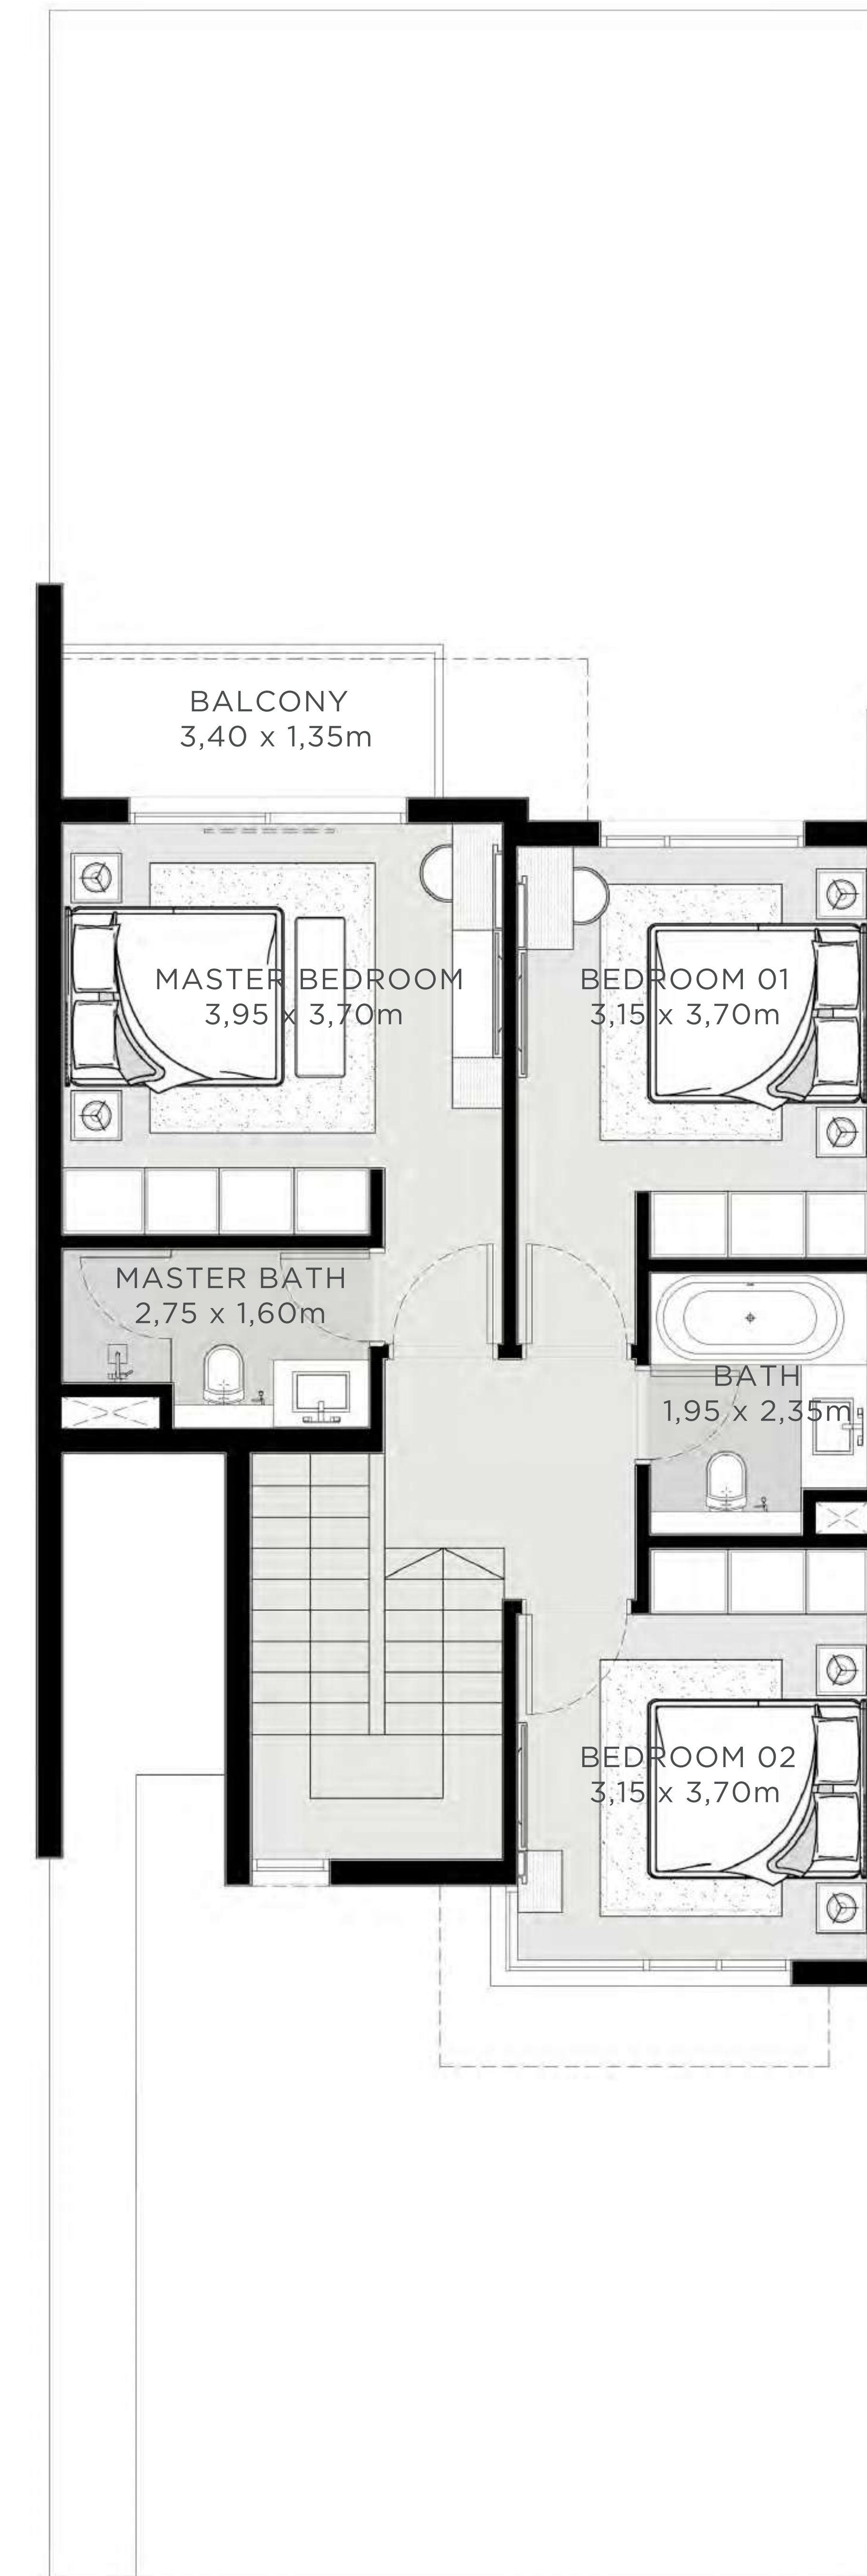 BALCONY
3,40 x 1,35m
MASTER BEDROOM
3,95 x 3,70m
BEDROOM 01
3,15 x 3,70m
MASTER BATH
2,75 x 1,60m
BATH
1,95 x 2,35m
BEDROOM 02
3,15 x 3,70m